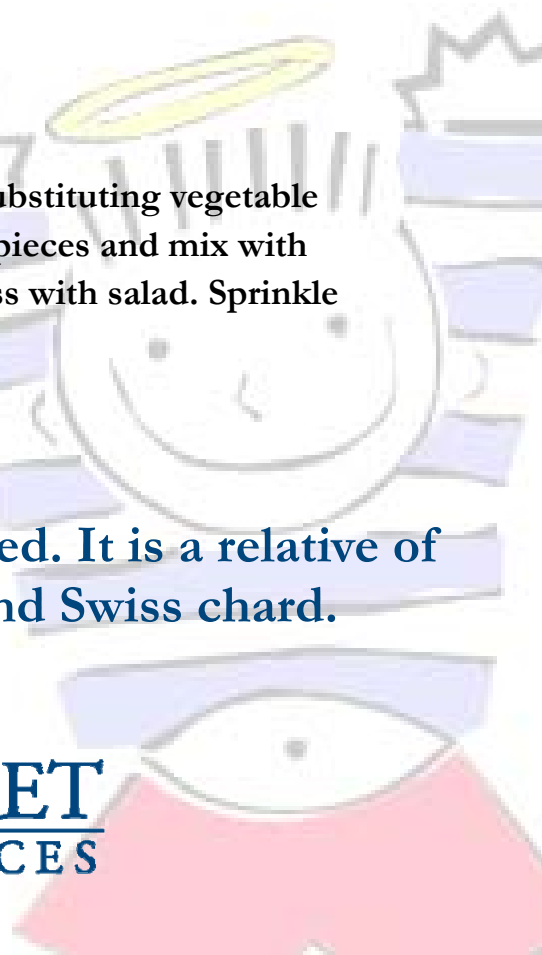 ubstituting vegetable
pieces and mix with
ss with salad. Sprinkle
ed. It is a relative of
nd Swiss chard.
ET
CES